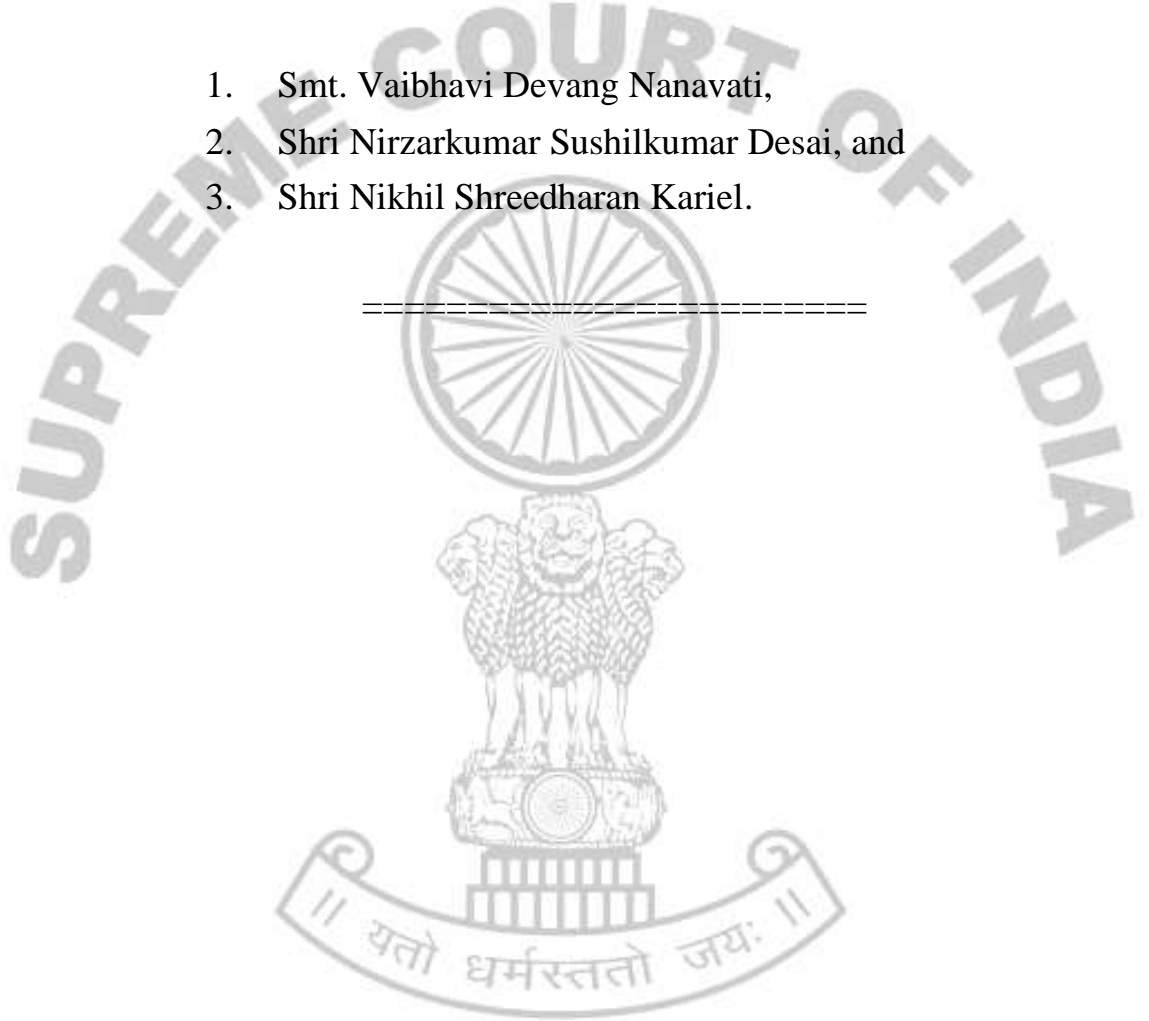 SUPREME COURT OF INDIA
1. Smt. Vaibhavi Devang Nanavati,
2. Shri Nirzarkumar Sushilkumar Desai, and
3. Shri Nikhil Shreedharan Kariel.
========================
|| यतो धर्मस्ततो जयः ||